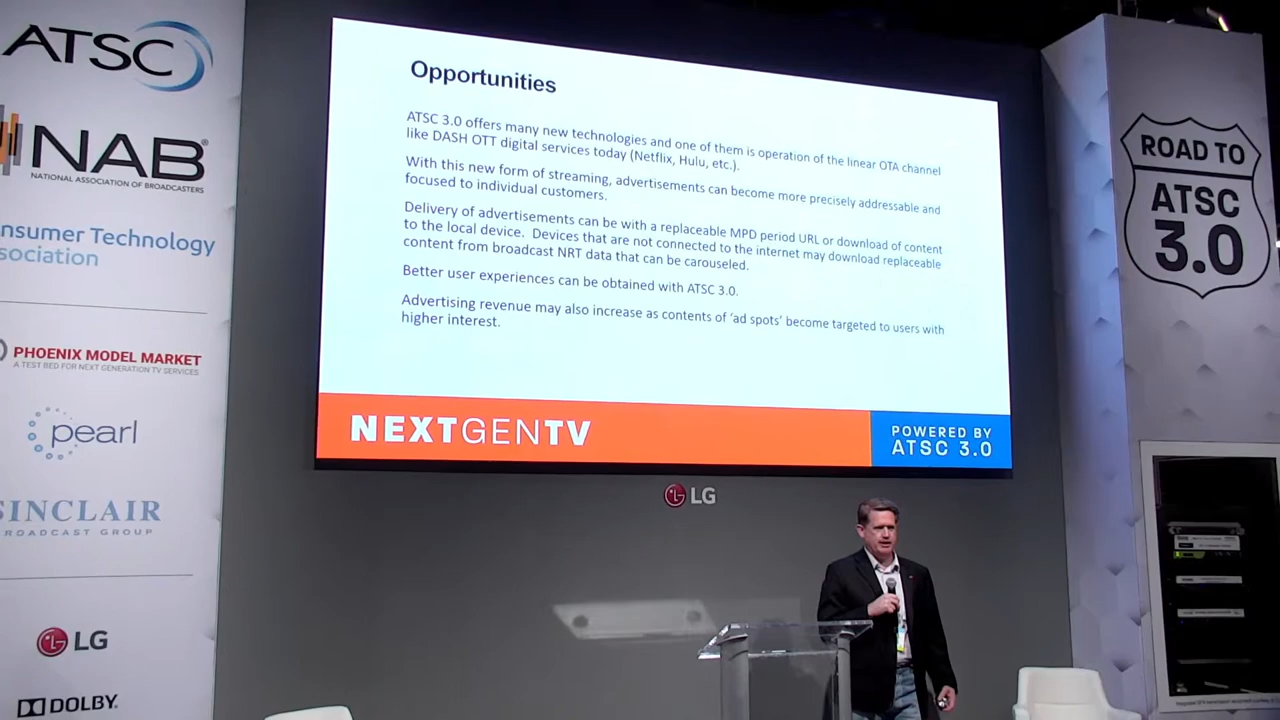 ATSC
NAB
NATIONAL ASSOCIATION OF BROADCASTERS
nsumer Technology
sociation
PHOENIX MODEL MARKET
A TEST BED FOR NEXT GENERATION TV SERVICES
pearl
SINCLAIR
ROADCAST GROUP
LG
DOLBY
Opportunities
ATSC 3.0 offers many new technologies and one of them is operation of the linear OTA channel
like DASH OTT digital services today (Netflix, Hulu, etc.).
With this new form of streaming, advertisements can become more precisely addressable and
focused to individual customers.
Delivery of advertisements can be with a replaceable MPD period URL or download of content
to the local device. Devices that are not connected to the internet may download replaceable
content from broadcast NRT data that can be carouseled.
Better user experiences can be obtained with ATSC 3.0.
Advertising revenue may also increase as contents of ‘ad spots’ become targeted to users with
higher interest.
NEXTGENTV
POWERED BY
ATSC 3.0
LG
ROAD TO
ATSC
3.0